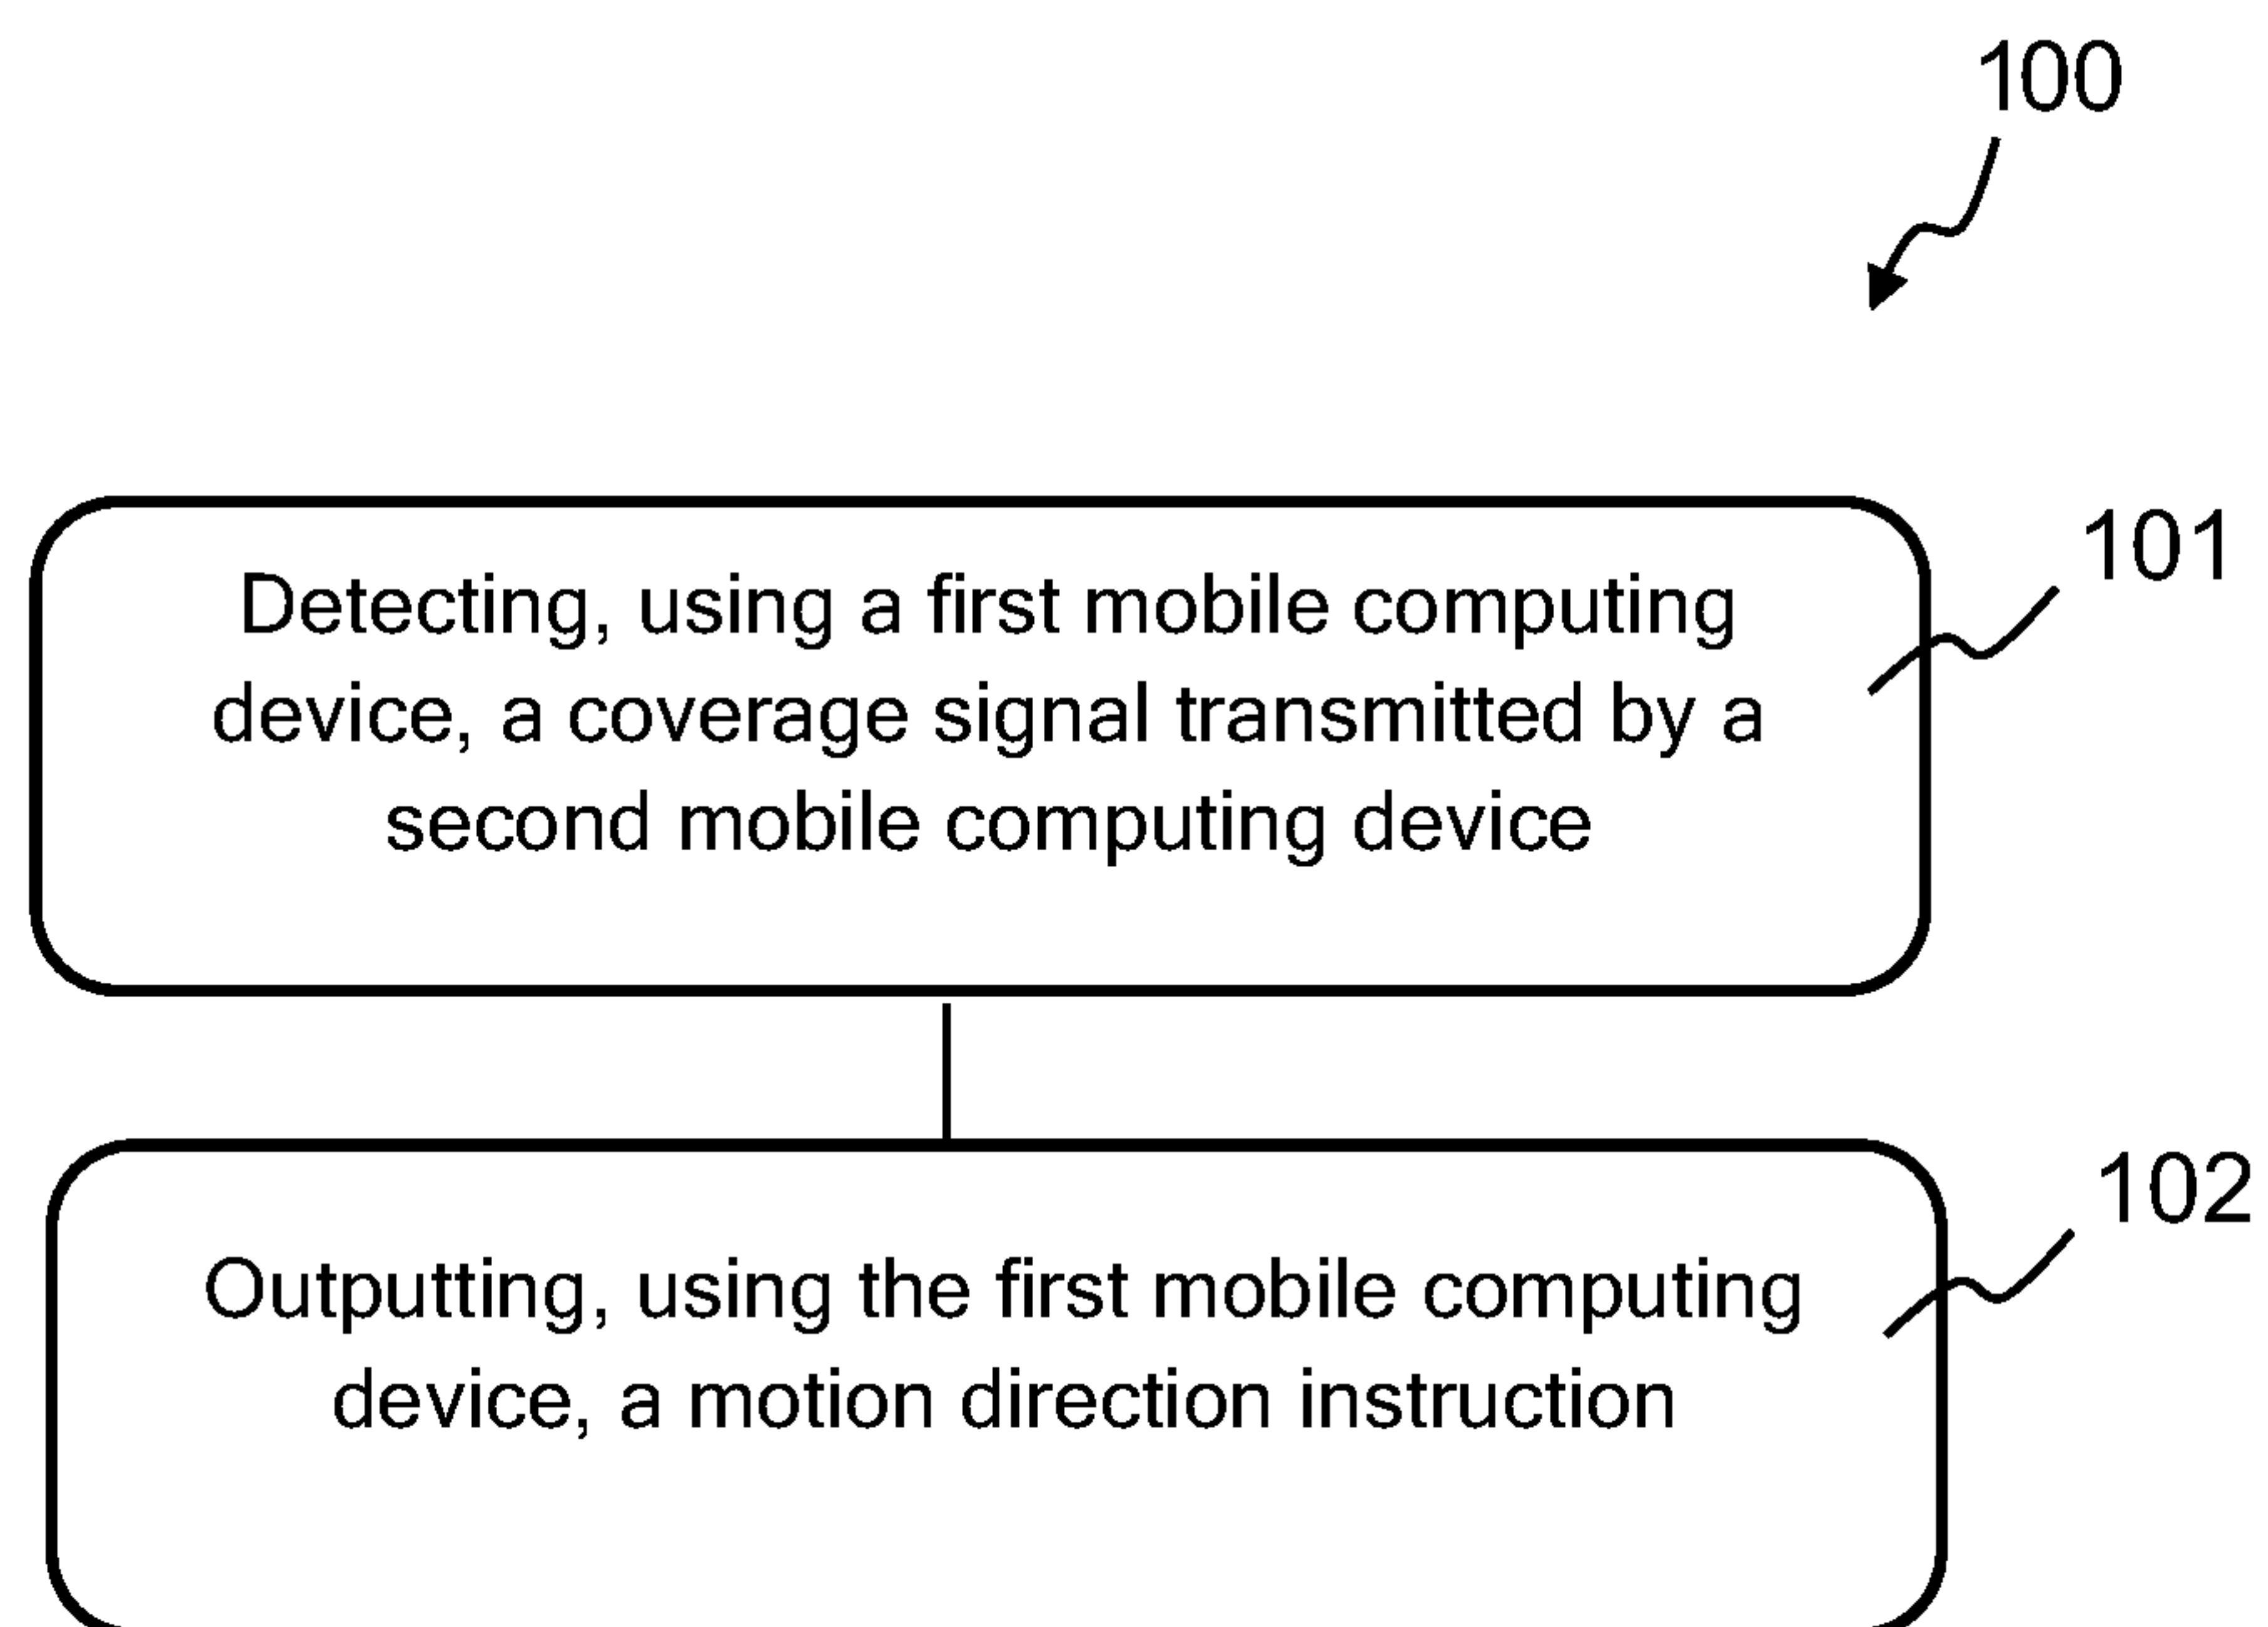 100
101
Detecting, using a first mobile computing
device, a coverage signal transmitted by a
second mobile computing device
102
Outputting, using the first mobile computing
device, a motion direction instruction